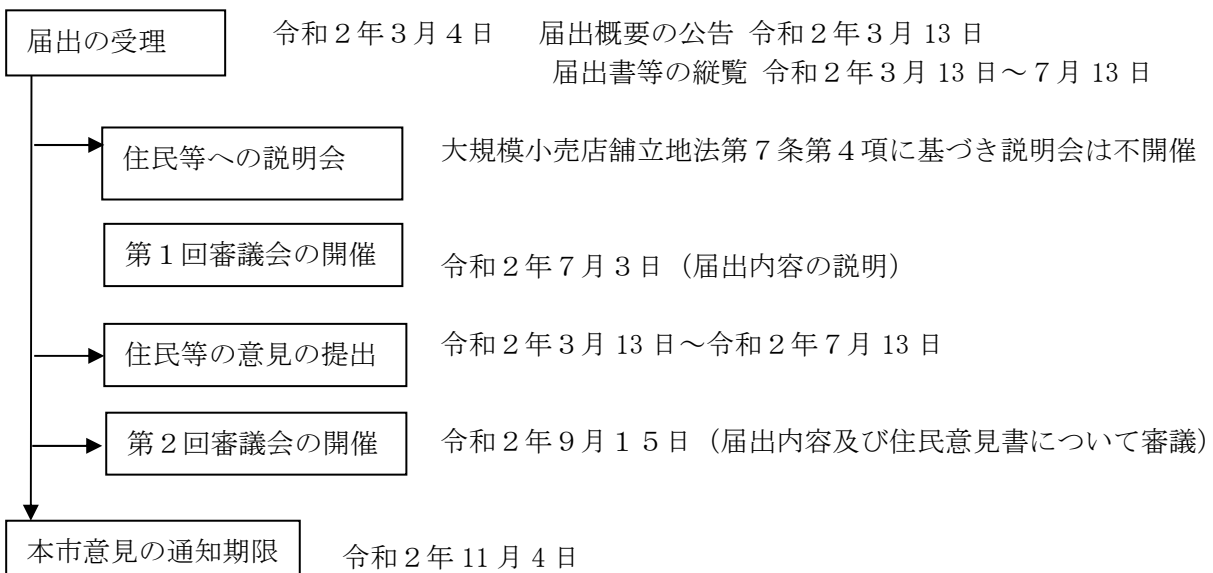 届出の受理 令和２年３月４日 届出概要の公告 令和２年３月 13 日
届出書等の縦覧 令和２年３月 13 日～７月 13 日
住民等への説明会 大規模小売店舗立地法第７条第４項に基づき説明会は不開催
第１回審議会の開催 令和２年７月３日（届出内容の説明）
住民等の意見の提出 令和２年３月 13 日～令和２年７月 13 日
第２回審議会の開催 令和２年９月１５日（届出内容及び住民意見書について審議）
本市意見の通知期限 令和２年 11 月４日